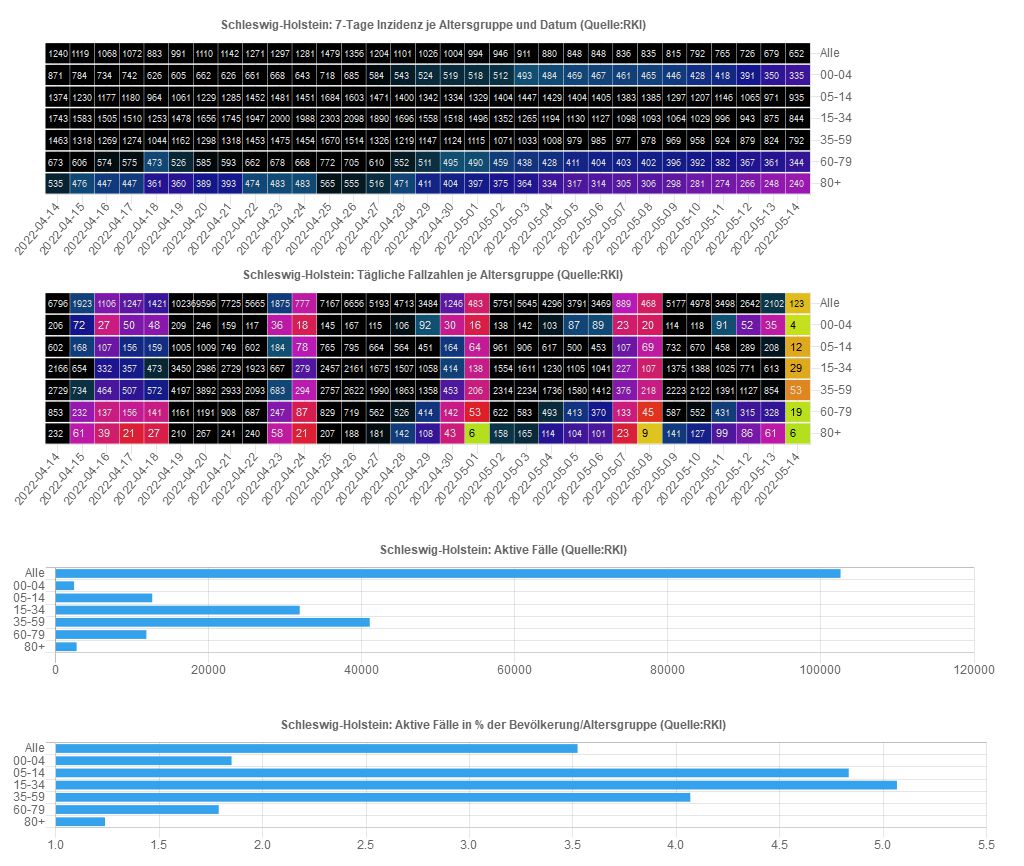 Schleswig-Holstein: 7-Tage Inzidenz je Altersgruppe und Datum (Quelle:RKI)
1240 1119 1068 1072 883 991 1110 1142 1271 1297 1281 1479 1356 1204 1101 1026 1004 994 946 911 880 848 848 836 835 815 792 765 726 679 652 Alle
871 784 734 742 626 605 662 626 661 668 643 718 685 584 543 524 519 518 512 493 484 469 467 461 465 446 428 418 391 350 335 00-04
1374 1230 1177 1180 964 1061 1229 1285 1452 1481 1451 1684 1603 1471 1400 1342 1334 1329 1404 1447 1429 1404 1405 1383 1385 1297 1207 1146 1065 971 935 05-14
1743 1583 1505 1510 1253 1478 1656 1745 1947 2000 1988 2303 2098 1890 1696 1558 1518 1496 1352 1265 1194 1130 1127 1098 1093 1064 1029 996 943 875 844 15-34
1463 1318 1269 1274 1044 1162 1298 1318 1453 1475 1454 1670 1514 1326 1219 1147 1124 1115 1071 1033 1008 979 985 977 978 969 958 924 879 824 792 35-59
673 606 574 575 473 526 585 593 662 678 668 772 705 610 552 511 495 490 459 438 428 411 404 403 402 396 392 382 367 361 344 60-79
535 476 447 447 361 360 389 393 474 483 483 565 555 516 471 411 404 397 375 364 334 317 314 305 306 298 281 274 266 248 240 80+
2022-04-14 2022-04-15 2022-04-16 2022-04-17 2022-04-18 2022-04-19 2022-04-20 2022-04-21 2022-04-22 2022-04-23 2022-04-24 2022-04-25 2022-04-26 2022-04-27 2022-04-28 2022-04-29 2022-04-30 2022-05-01 2022-05-02 2022-05-03 2022-05-04 2022-05-05 2022-05-06 2022-05-07 2022-05-08 2022-05-09 2022-05-10 2022-05-11 2022-05-12 2022-05-13 2022-05-14
Schleswig-Holstein: Tägliche Fallzahlen je Altersgruppe (Quelle:RKI)
6796 1923 1106 1247 1421 10236 9596 7725 5665 1875 777 7167 6656 5193 4713 3484 1246 483 5751 5645 4296 3791 3469 889 468 5177 4978 3498 2642 2102 123 Alle
206 72 27 50 48 209 246 159 117 36 18 145 167 115 106 92 30 16 138 142 103 87 89 23 20 114 118 91 52 35 4 00-04
602 168 107 156 159 1005 1009 749 602 184 78 765 795 664 564 451 164 64 961 906 617 500 453 107 69 732 670 458 289 208 12 05-14
2166 654 332 357 473 3450 2986 2729 1923 667 279 2457 2161 1675 1507 1058 414 138 1554 1611 1230 1105 1041 227 107 1375 1388 1025 771 613 29 15-34
2729 734 464 507 572 4197 3892 2933 2093 683 294 2757 2622 1990 1863 1358 453 206 2314 2234 1736 1580 1412 376 218 2223 2122 1391 1127 854 53 35-59
853 232 137 156 141 1161 1191 908 687 247 87 829 719 562 526 414 142 53 622 583 493 413 370 133 45 587 552 431 315 328 19 60-79
232 61 39 21 27 210 267 241 240 58 21 207 188 181 142 108 43 6 158 165 114 104 101 23 9 141 127 99 86 61 6 80+
2022-04-14 2022-04-15 2022-04-16 2022-04-17 2022-04-18 2022-04-19 2022-04-20 2022-04-21 2022-04-22 2022-04-23 2022-04-24 2022-04-25 2022-04-26 2022-04-27 2022-04-28 2022-04-29 2022-04-30 2022-05-01 2022-05-02 2022-05-03 2022-05-04 2022-05-05 2022-05-06 2022-05-07 2022-05-08 2022-05-09 2022-05-10 2022-05-11 2022-05-12 2022-05-13 2022-05-14
Schleswig-Holstein: Aktive Fälle (Quelle:RKI)
Alle
00-04
05-14
15-34
35-59
60-79
80+
0 20000 40000 60000 80000 100000 120000
Schleswig-Holstein: Aktive Fälle in % der Bevölkerung/Altersgruppe (Quelle:RKI)
Alle
00-04
05-14
15-34
35-59
60-79
80+
1.0 1.5 2.0 2.5 3.0 3.5 4.0 4.5 5.0 5.5